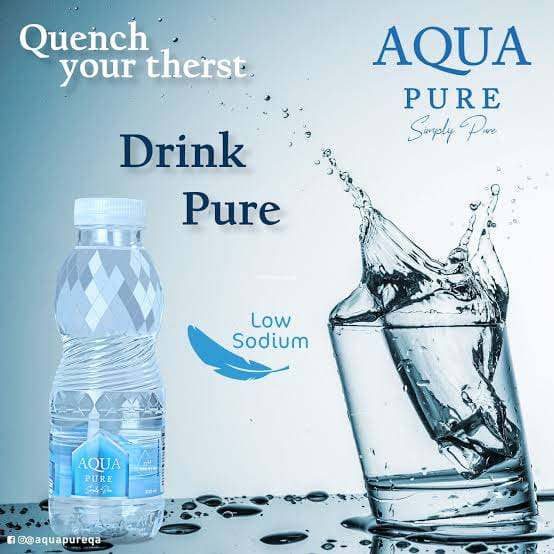 Quench
your therst
AQUA
PURE
Simply Pure
Drink
Pure
Low
Sodium
AQUA
PURE
Simply Pure
@aquapureqa